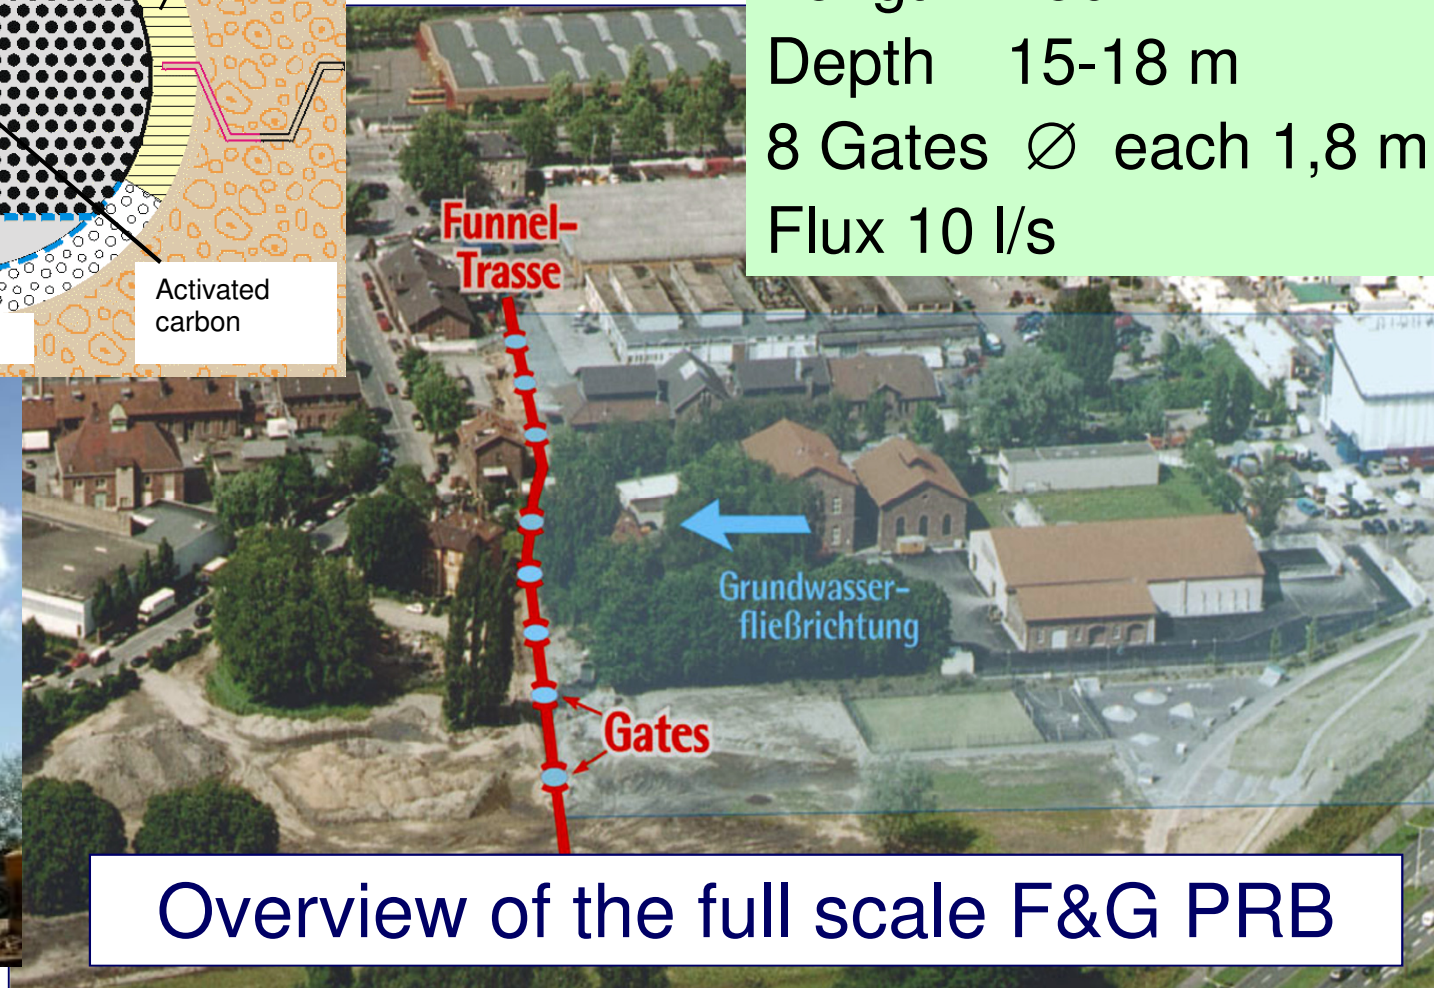 Depth 15-18 m
8 Gates ∅ each 1,8 m
Flux 10 l/s
Funnel-
Trasse
Activated
carbon
Grundwasser-
fließrichtung
Gates
Overview of the full scale F&G PRB